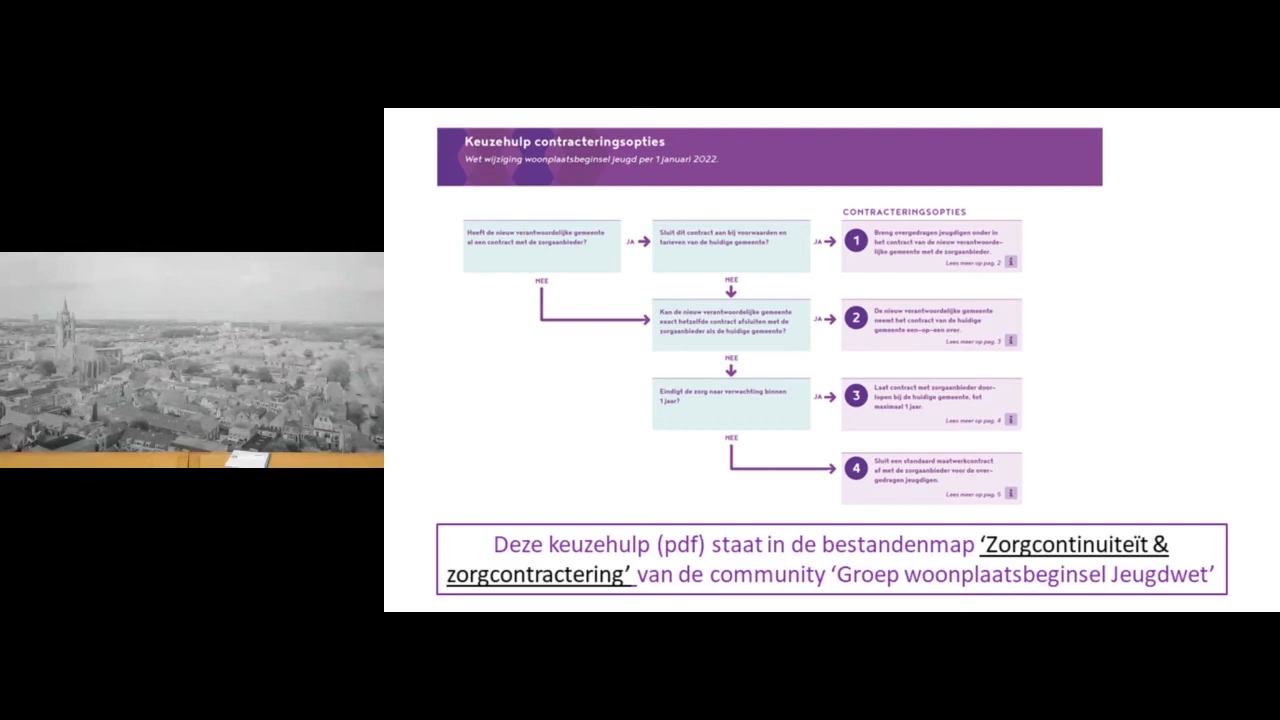 Keuzehulp contracteringsopties
Wet wijziging woonplaatsbeginsel jeugd per 1 januari 2022.
CONTRACTERINGSOPTIES
Heeft de nieuw verantwoordelijke gemeente
al een contract met de zorgaanbieder?
JA
Sluit dit contract aan bij voorwaarden en
tarieven van de huidige gemeente?
JA
1
Breng overgedragen jeugdigen onder in
het contract van de nieuw verantwoorde-
lijke gemeente met de zorgaanbieder.
Lees meer op pag. 2
NEE
NEE
Kan de nieuw verantwoordelijke gemeente
exact hetzelfde contract afsluiten met de
zorgaanbieder als de huidige gemeente?
JA
2
De nieuw verantwoordelijke gemeente
neemt het contract van de huidige
gemeente een-op-een over.
Lees meer op pag. 3
NEE
Eindigt de zorg naar verwachting binnen
1 jaar?
JA
3
Laat contract met zorgaanbieder door-
lopen bij de huidige gemeente, tot
maximaal 1 jaar.
Lees meer op pag. 4
NEE
4
Sluit een standaard maatwerkcontract
af met de zorgaanbieder voor de over-
gedragen jeugdigen.
Lees meer op pag. 5
Deze keuzehulp (pdf) staat in de bestandenmap ‘Zorgcontinuiteït &
zorgcontractering’ van de community ‘Groep woonplaatsbeginsel Jeugdwet’